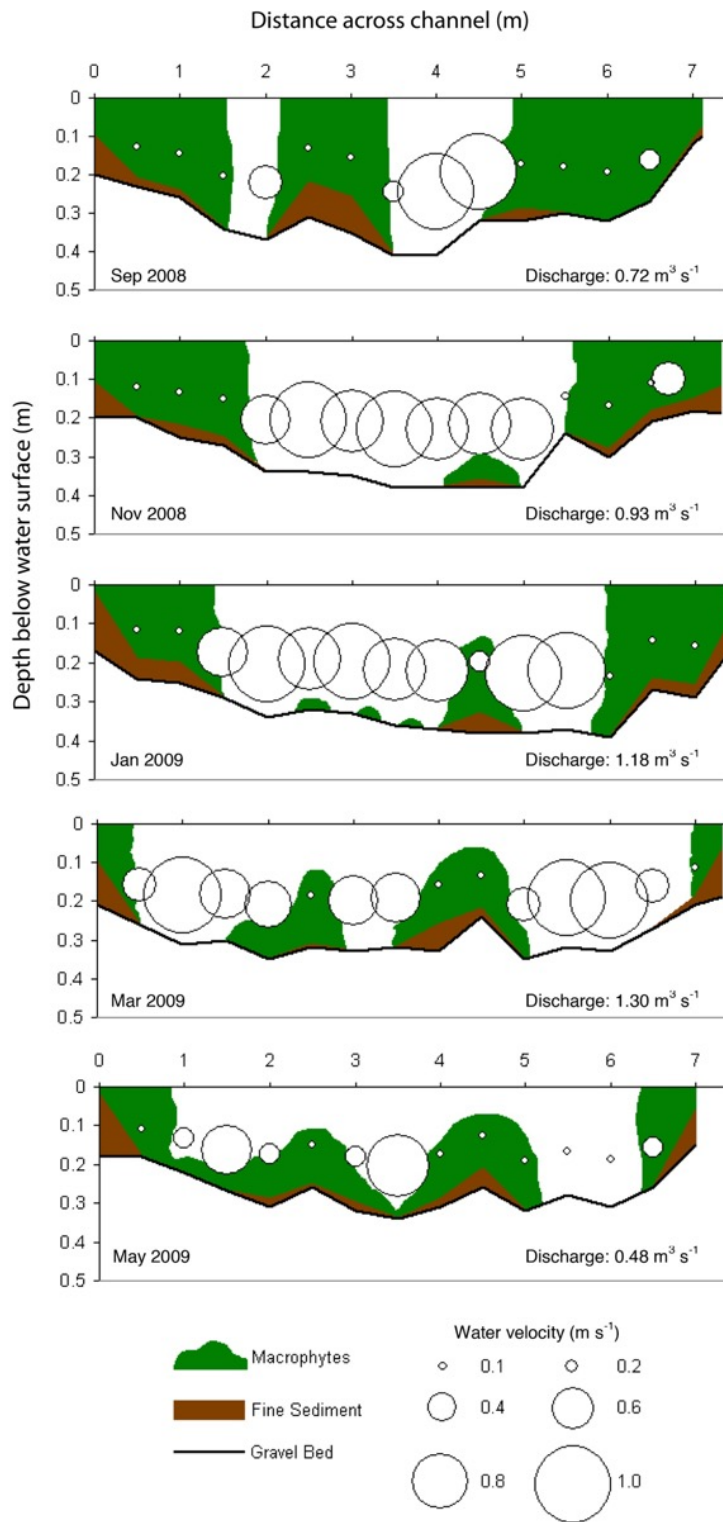 Distance across channel (m)
0 1 2 3 4 5 6 7
Depth below water surface (m)
0
0.1
0.2
0.3
0.4
0.5
Sep 2008 Discharge: 0.72 m³ s⁻¹
0
0.1
0.2
0.3
0.4
0.5
Nov 2008 Discharge: 0.93 m³ s⁻¹
0
0.1
0.2
0.3
0.4
0.5
Jan 2009 Discharge: 1.18 m³ s⁻¹
0
0.1
0.2
0.3
0.4
0.5
Mar 2009 Discharge: 1.30 m³ s⁻¹
0 1 2 3 4 5 6 7
0
0.1
0.2
0.3
0.4
0.5
May 2009 Discharge: 0.48 m³ s⁻¹
Water velocity (m s⁻¹)
Macrophytes 0.1 0.2
Fine Sediment 0.4 0.6
Gravel Bed
0.8 1.0